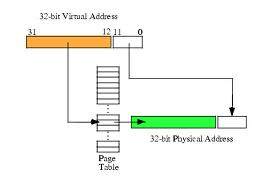 32-bit Virtual Address
31 12 11 0
32-bit Physical Address
Page
Table